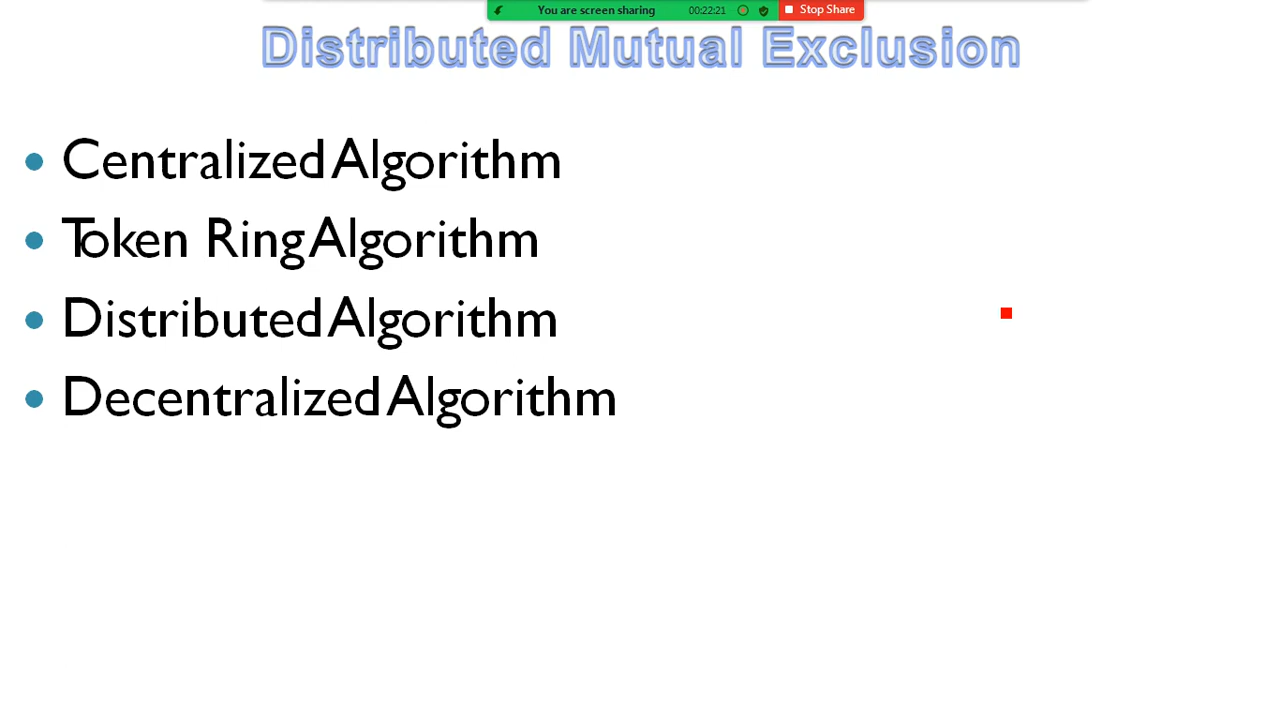 You are screen sharing 00:22:21 Stop Share
Distributed Mutual Exclusion
Centralized Algorithm
Token Ring Algorithm
Distributed Algorithm
Decentralized Algorithm